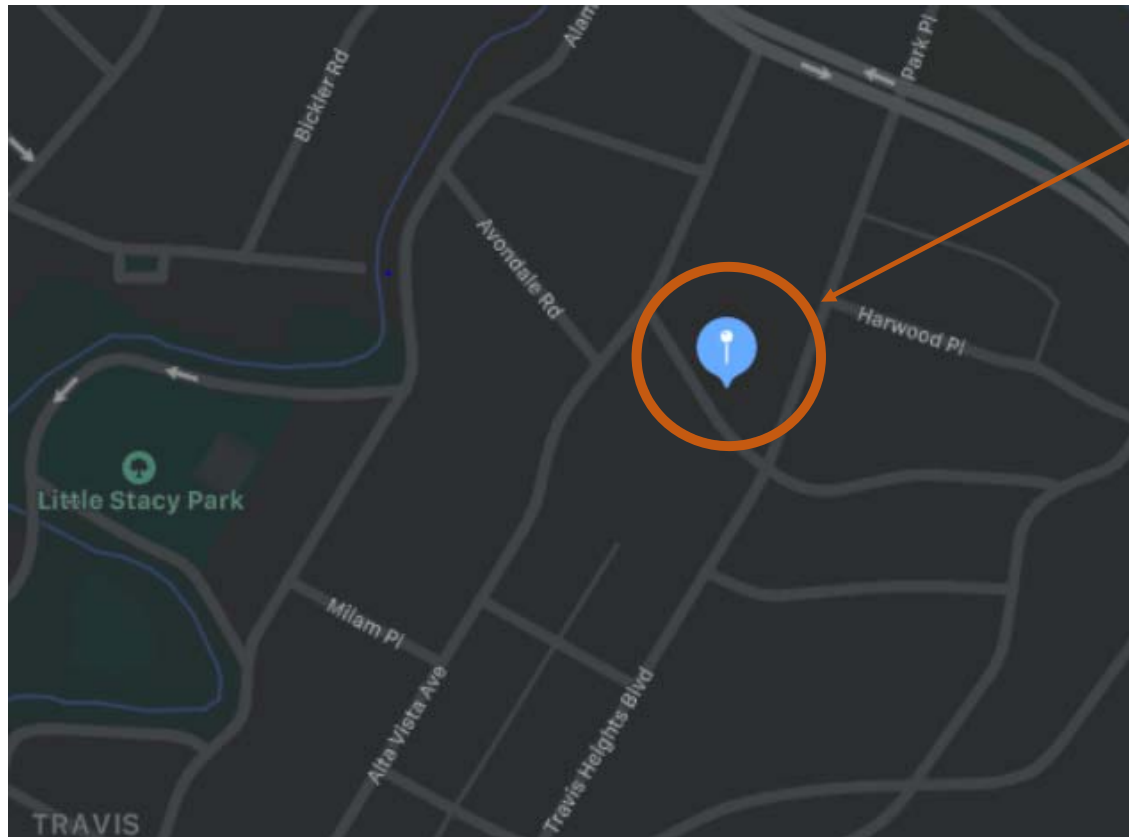 Alam
Park Pl
Bickler Rd
Avondale Rd
Harwood Pl
Little Stacy Park
Milam Pl
Alta Vista Ave
Travis Heights Blvd
TRAVIS